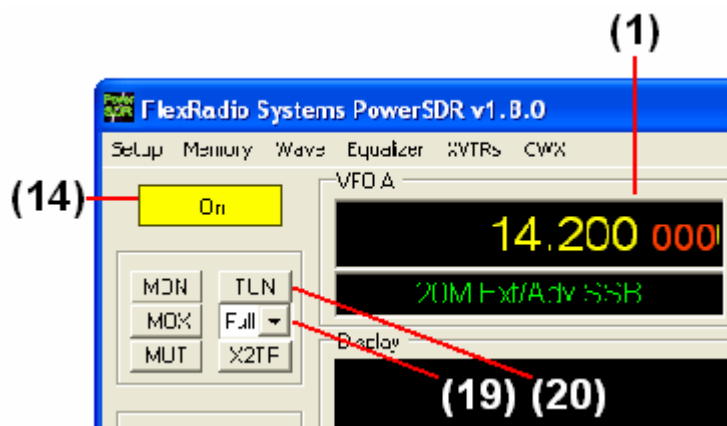 (1)
FlexRadio Systems PowerSDR v1.8.0
Setup Memory Wave Equalizer XVTRs CWX
(14)
On
VFO A
14.200 000
20M Ext/Adv SSB
MON TUN
MOX Full
MUT X2TR
Display
(19) (20)